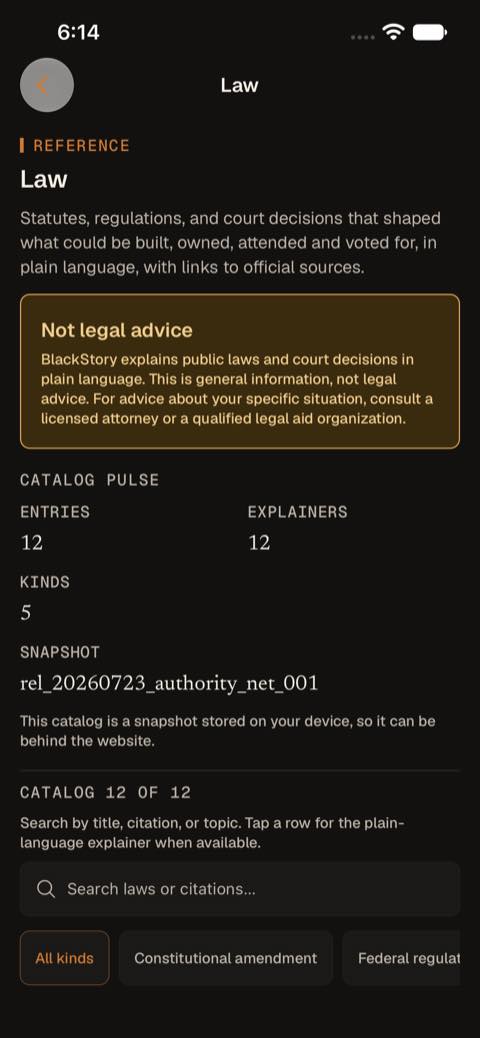 6:14
Law
REFERENCE
Law
Statutes, regulations, and court decisions that shaped
what could be built, owned, attended and voted for, in
plain language, with links to official sources.
Not legal advice
BlackStory explains public laws and court decisions in
plain language. This is general information, not legal
advice. For advice about your specific situation, consult a
licensed attorney or a qualified legal aid organization.
CATALOG PULSE
ENTRIES EXPLAINERS
12 12
KINDS
5
SNAPSHOT
rel_20260723_authority_net_001
This catalog is a snapshot stored on your device, so it can be
behind the website.
CATALOG 12 OF 12
Search by title, citation, or topic. Tap a row for the plain-
language explainer when available.
Search laws or citations...
All kinds Constitutional amendment Federal regulat